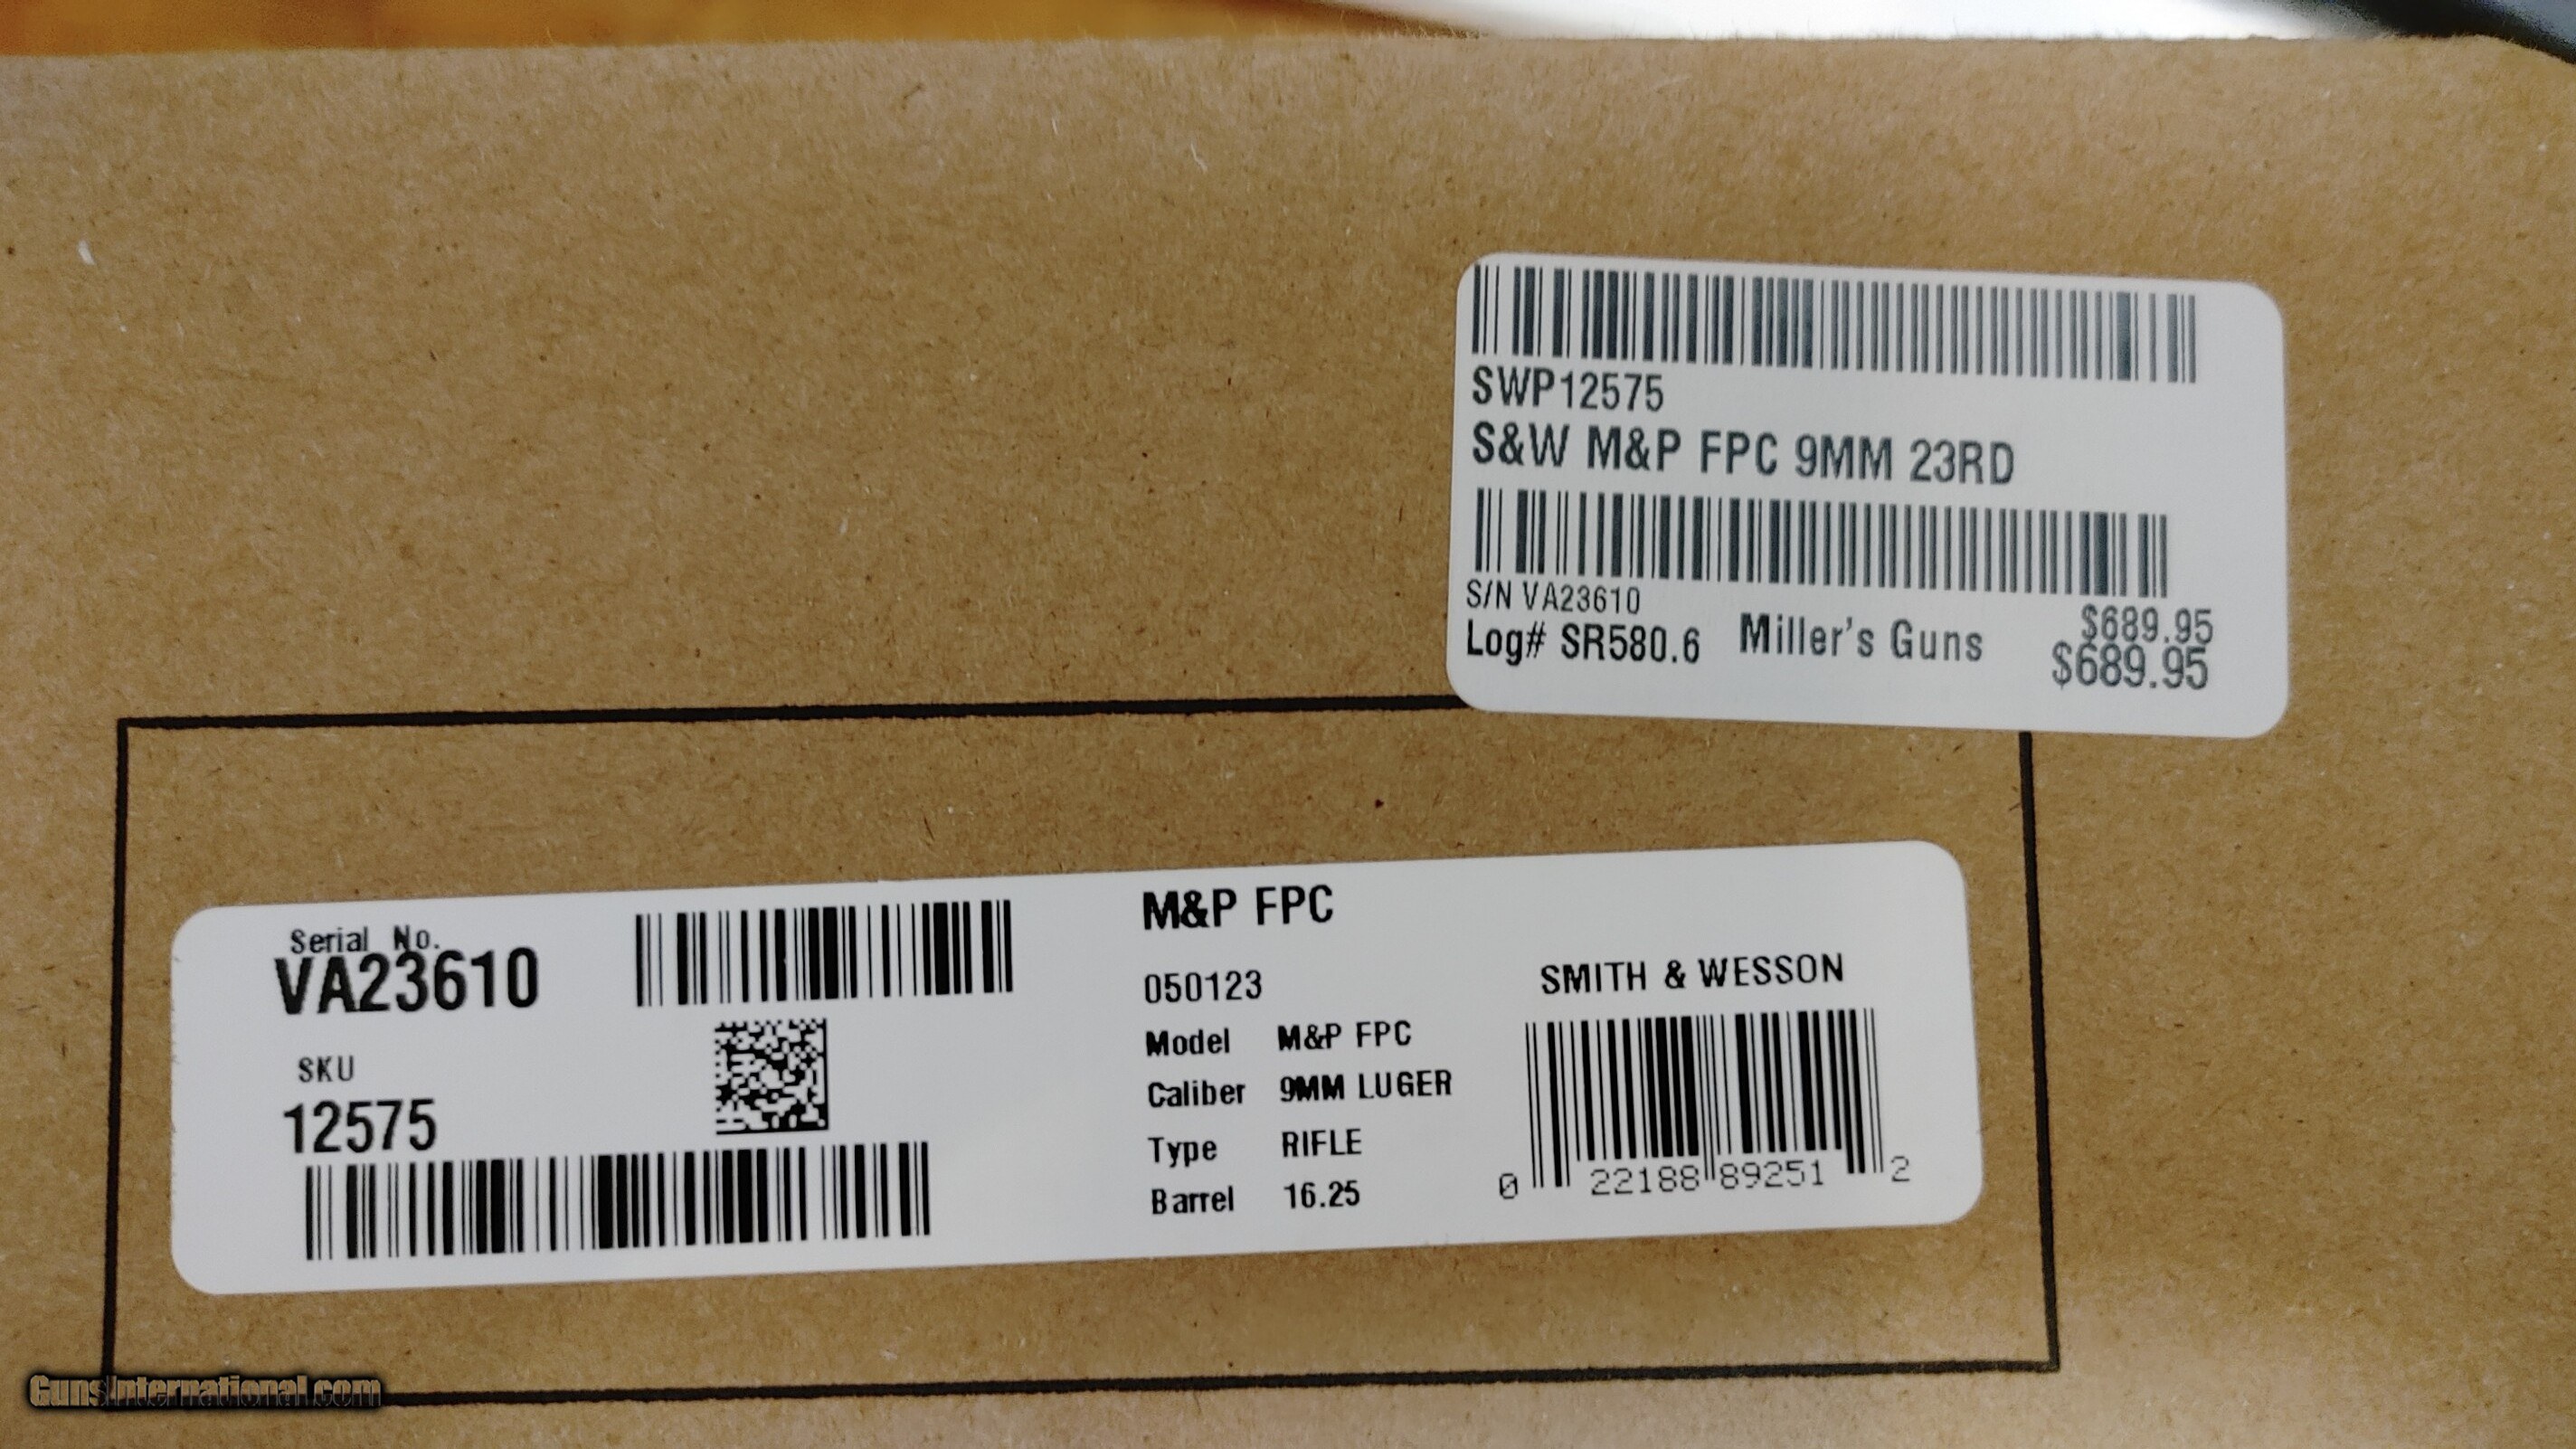 SWP12575
S&W M&P FPC 9MM 23RD
S/N VA23610
$689.95
Log# SR580.6 Miller's Guns $689.95
Serial No.
VA23610
SKU
12575
M&P FPC
050123
Model M&P FPC
Caliber 9MM LUGER
Type RIFLE
Barrel 16.25
SMITH & WESSON
0 22188 89251 2
GunsInternational.com